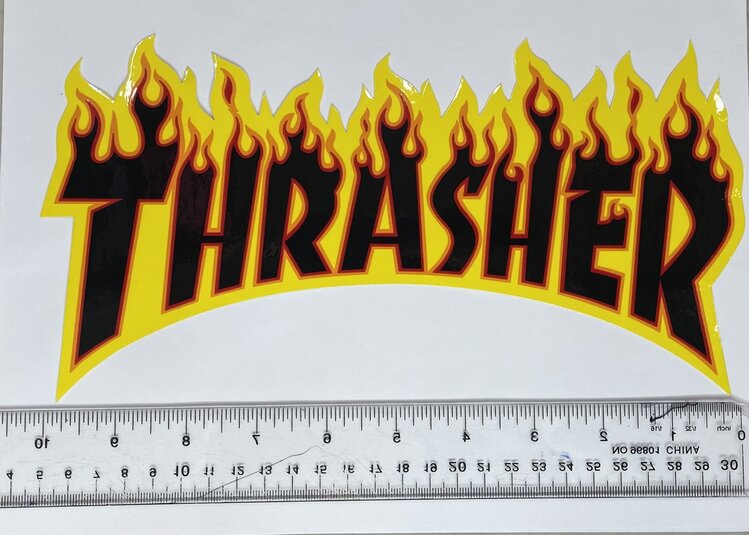 THRASHER
10 9 8 7 6 5 4 3 2 1 0
1/16 1/32 inch
NO 96801 CHINA
4 5 6 7 8 9 10 11 12 13 14 15 16 17 18 19 20 21 22 23 24 25 26 27 28 29 30